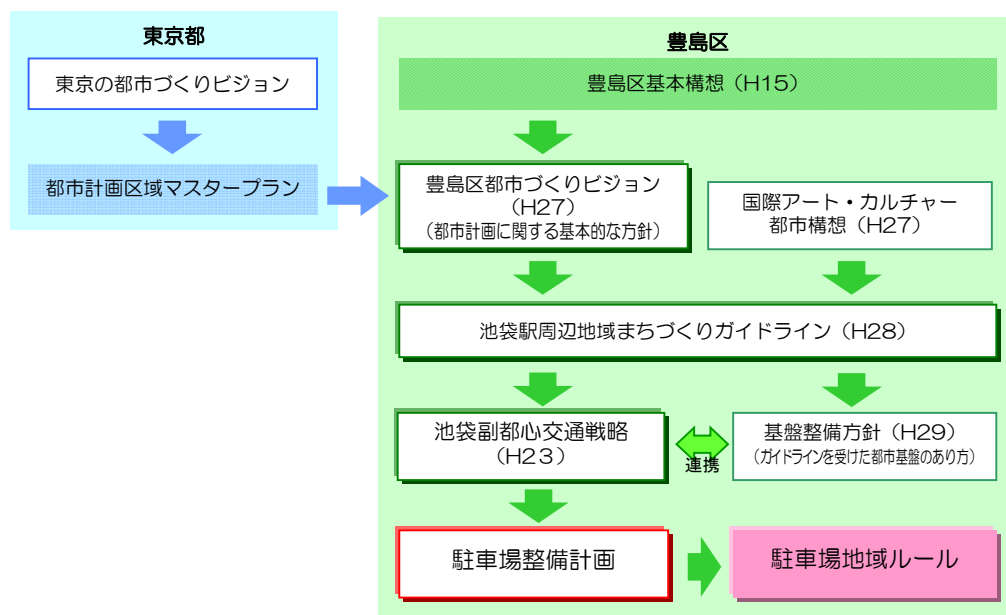 東京都
東京の都市づくりビジョン
都市計画区域マスタープラン
豊島区
豊島区基本構想（H15）
豊島区都市づくりビジョン
（H27）
（都市計画に関する基本的な方針）
国際アート・カルチャー
都市構想（H27）
池袋駅周辺地域まちづくりガイドライン（H28）
池袋副都心交通戦略
（H23）
連携
基盤整備方針（H29）
（ガイドラインを受けた都市基盤のあり方）
駐車場整備計画
駐車場地域ルール